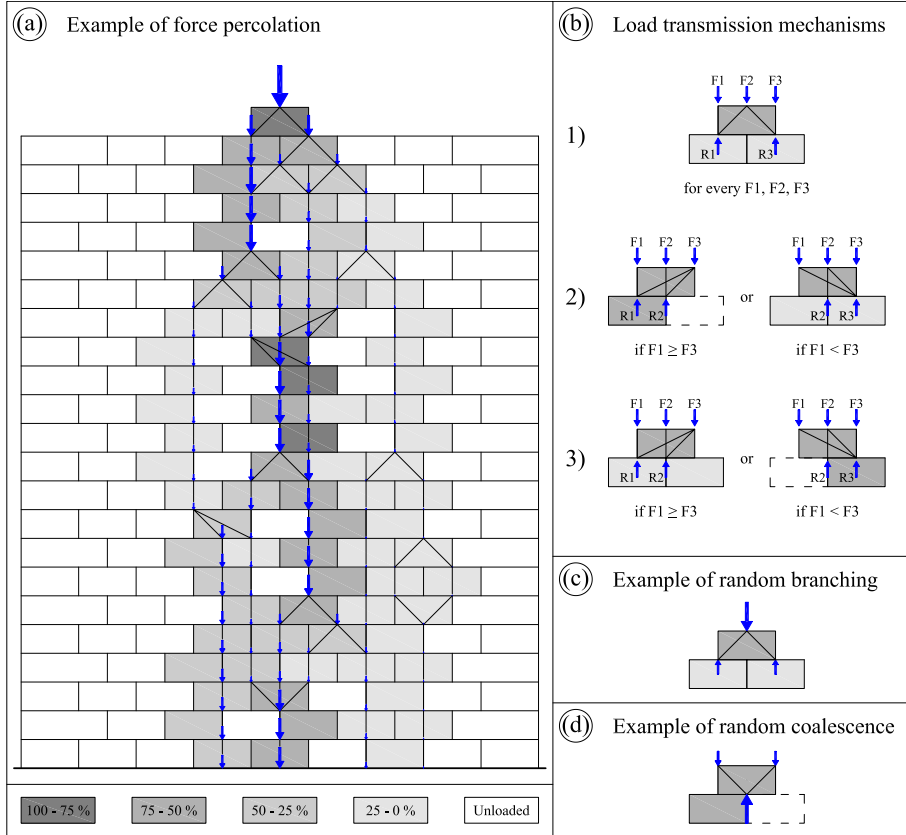 (a) Example of force percolation
100 - 75 %
75 - 50 %
50 - 25 %
25 - 0 %
Unloaded
(b) Load transmission mechanisms
1)
F1 F2 F3
R1 R3
for every F1, F2, F3
2)
F1 F2 F3
R1 R2
if F1 ≥ F3
or
F1 F2 F3
R2 R3
if F1 < F3
3)
F1 F2 F3
R1 R2
if F1 ≥ F3
or
F1 F2 F3
R2 R3
if F1 < F3
(c) Example of random branching
(d) Example of random coalescence